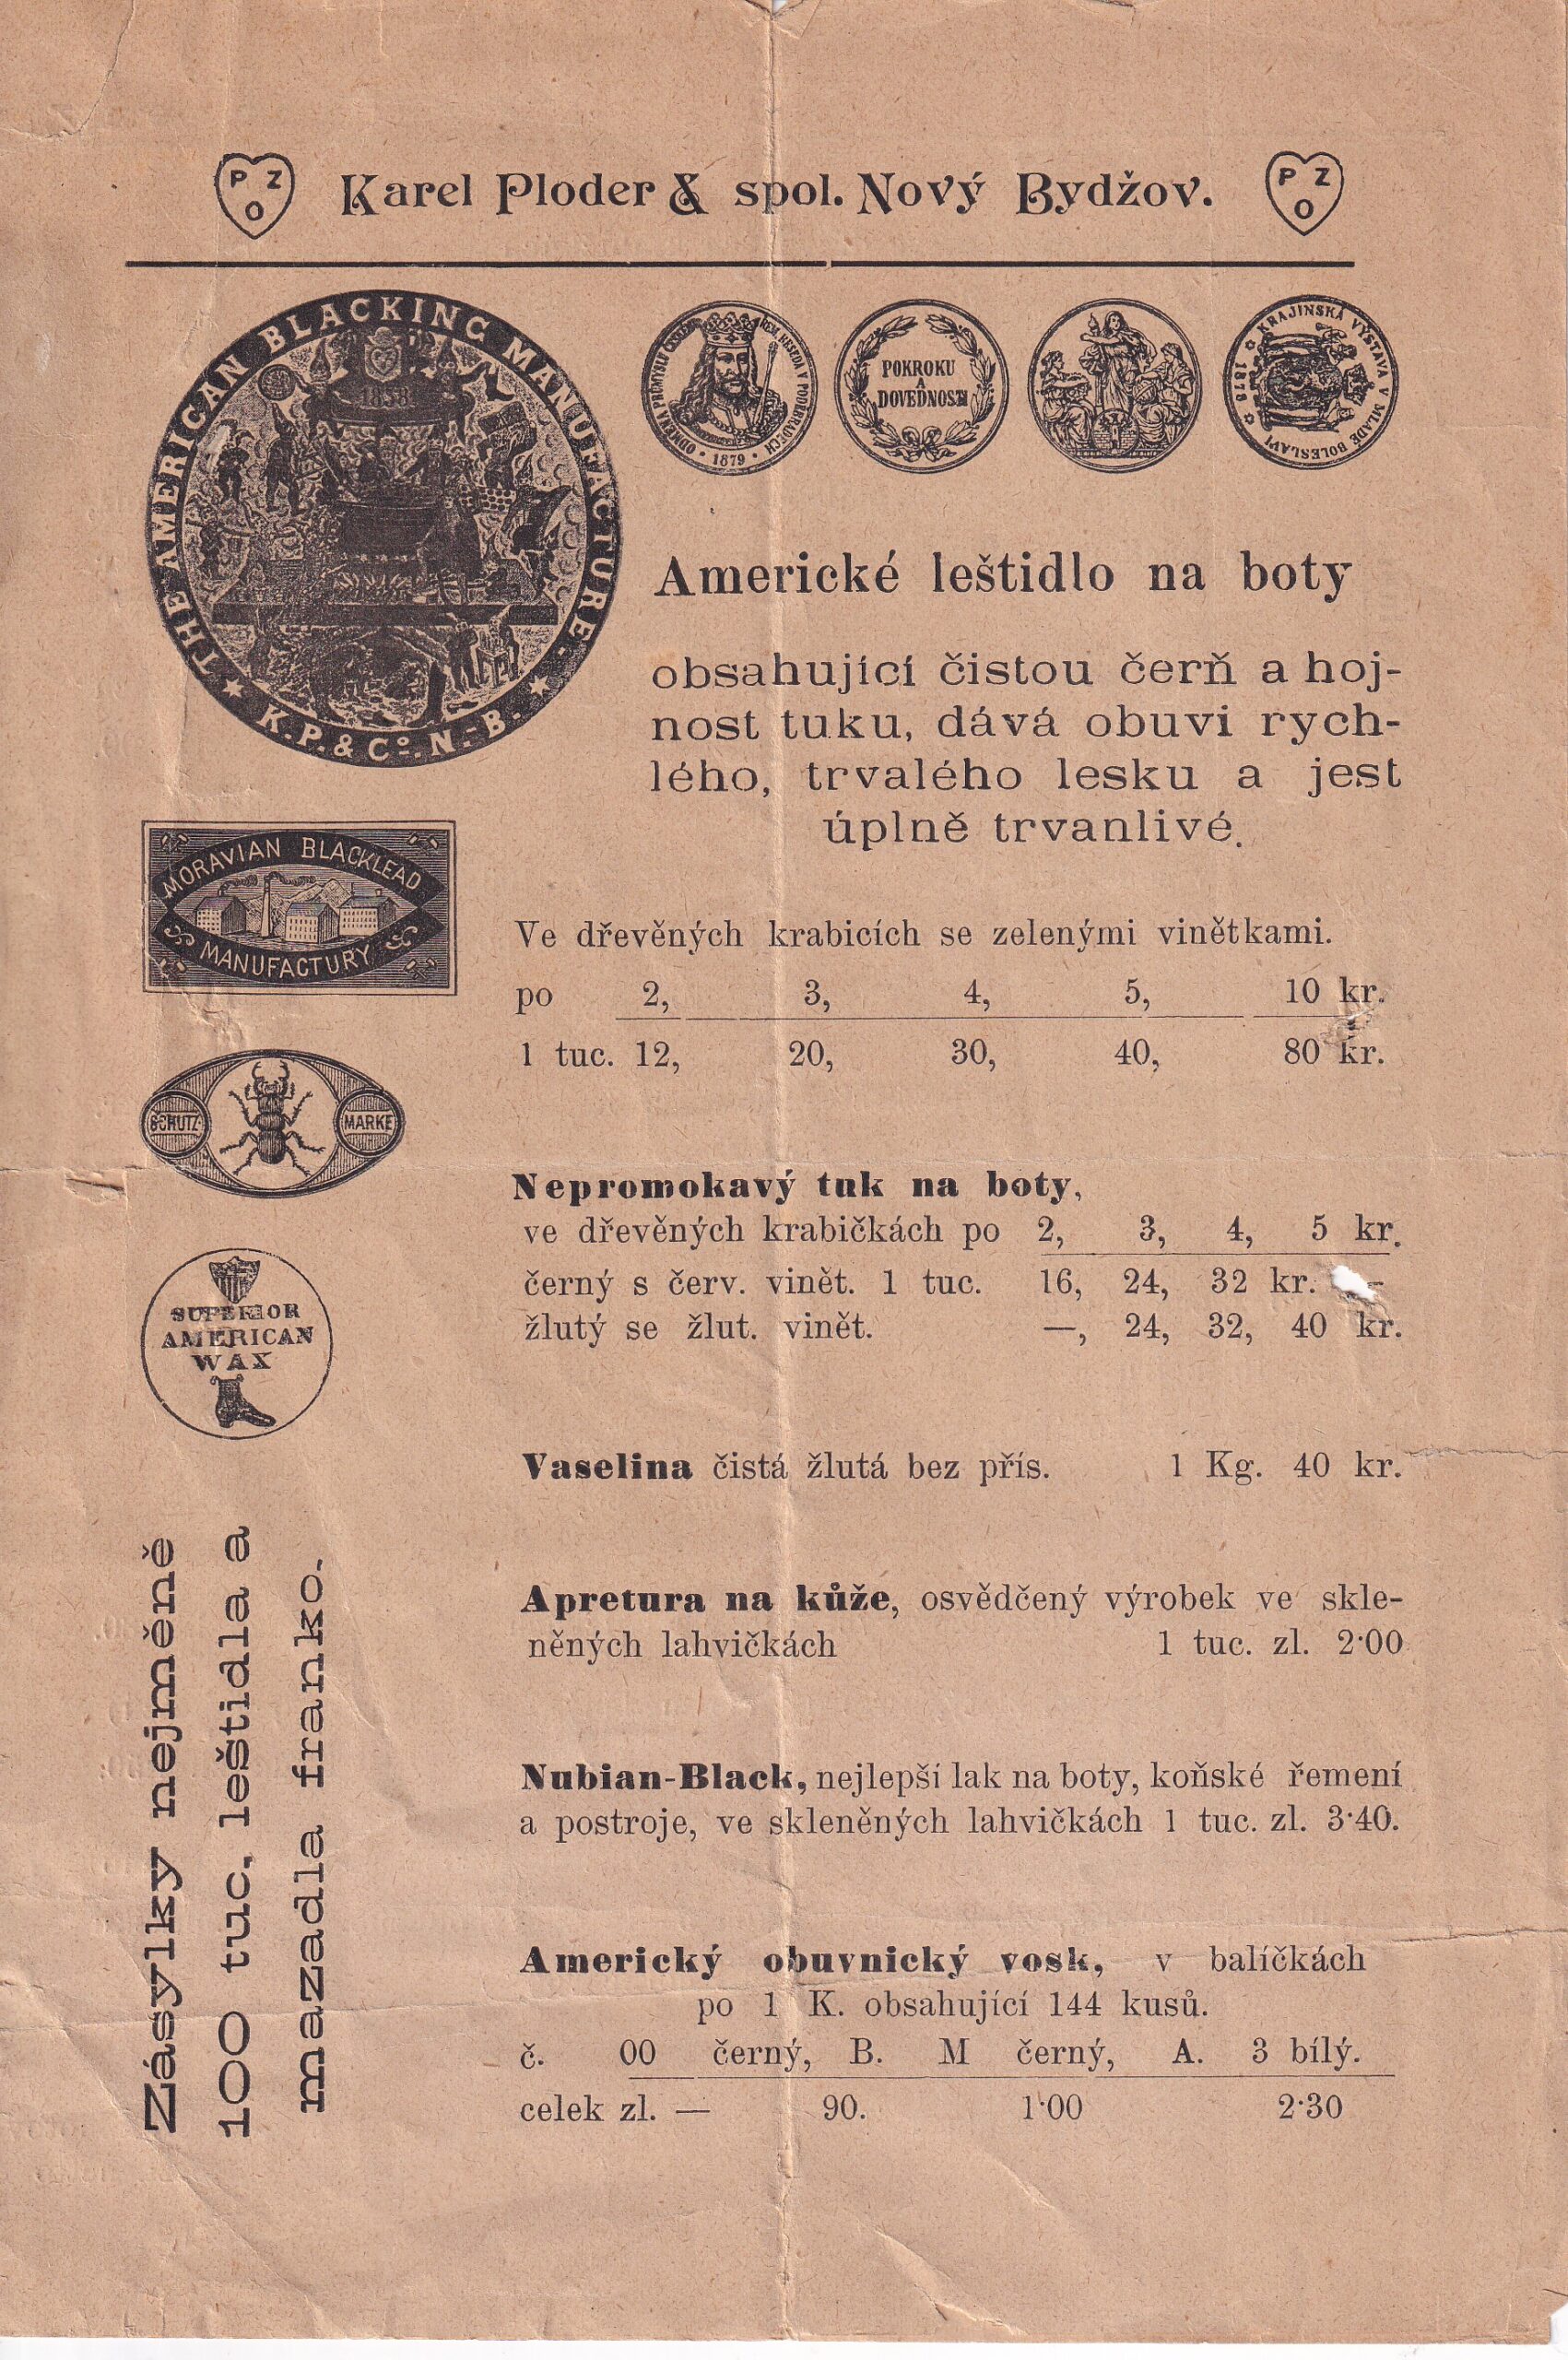 P Z O
Karel Ploder & spol. Nový Bydžov.
P Z O
THE AMERICAN BLACKING MANUFACTURE.
1838
K. P. & Co. N.-B.
1879
POKROKU
A
DOVEDNOSTI
KRAJINSKÁ VÝSTAVA V MLADÉ BOLESLAVI
1878
Americké leštidlo na boty
obsahující čistou čerň a hoj-
nost tuku, dává obuvi rych-
lého, trvalého lesku a jest
úplně trvanlivé.
MORAVIAN BLACKLEAD
MANUFACTURY
Ve dřevěných krabicích se zelenými vinětkami.
po 2, 3, 4, 5, 10 kr.
1 tuc. 12, 20, 30, 40, 80 kr.
SCHUTZ- MARKE
Nepromokavý tuk na boty,
ve dřevěných krabičkách po 2, 3, 4, 5 kr.
černý s červ. vinět. 1 tuc. 16, 24, 32 kr. —
žlutý se žlut. vinět. —, 24, 32, 40 kr.
SUPERIOR
AMERICAN
WAX
Vaselina čistá žlutá bez přís. 1 Kg. 40 kr.
Apretura na kůže, osvědčený výrobek ve skle-
něných lahvičkách 1 tuc. zl. 2·00
Nubian-Black, nejlepší lak na boty, koňské řemení
a postroje, ve skleněných lahvičkách 1 tuc. zl. 3·40.
Americký obuvnický vosk, v balíčkách
po 1 K. obsahující 144 kusů.
č. 00 černý, B. M černý, A. 3 bílý.
celek zl. — 90. 1·00 2·30
Zásylky nejměně
100 tuc. leštidla a
mazadla franko.